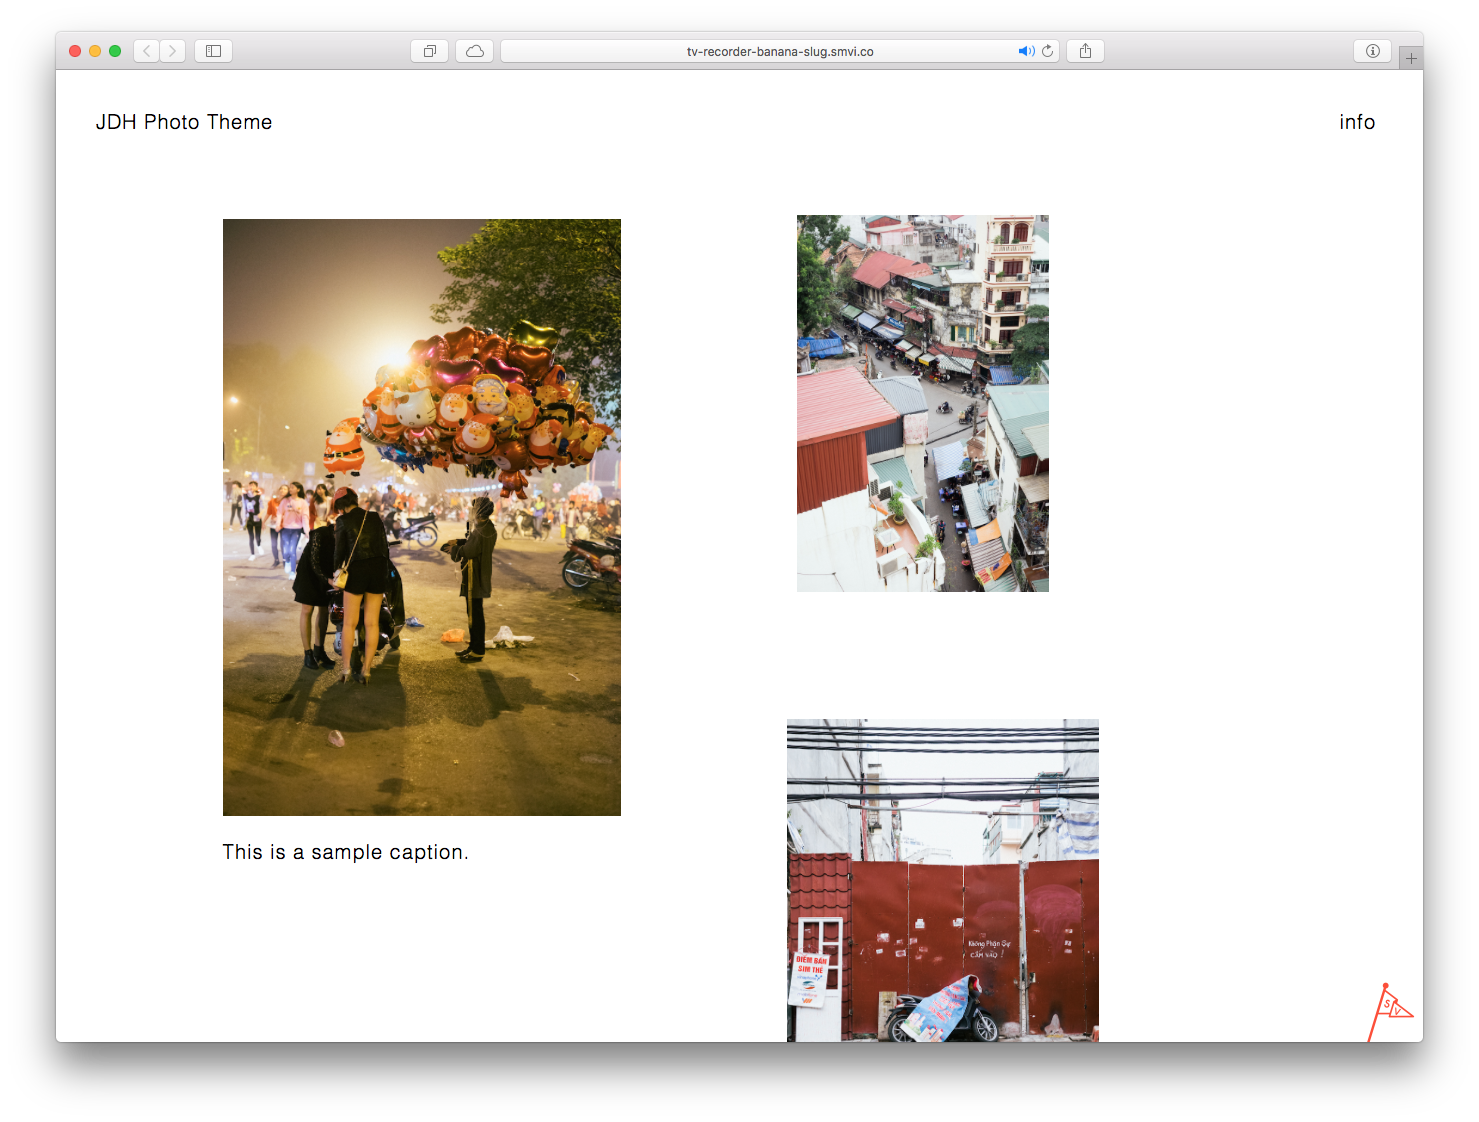 tv-recorder-banana-slug.smvi.co
JDH Photo Theme
info
This is a sample caption.
Không Phận Sự
CẤM VÀO !
ĐIỂM BÁN
SIM THẺ
S V